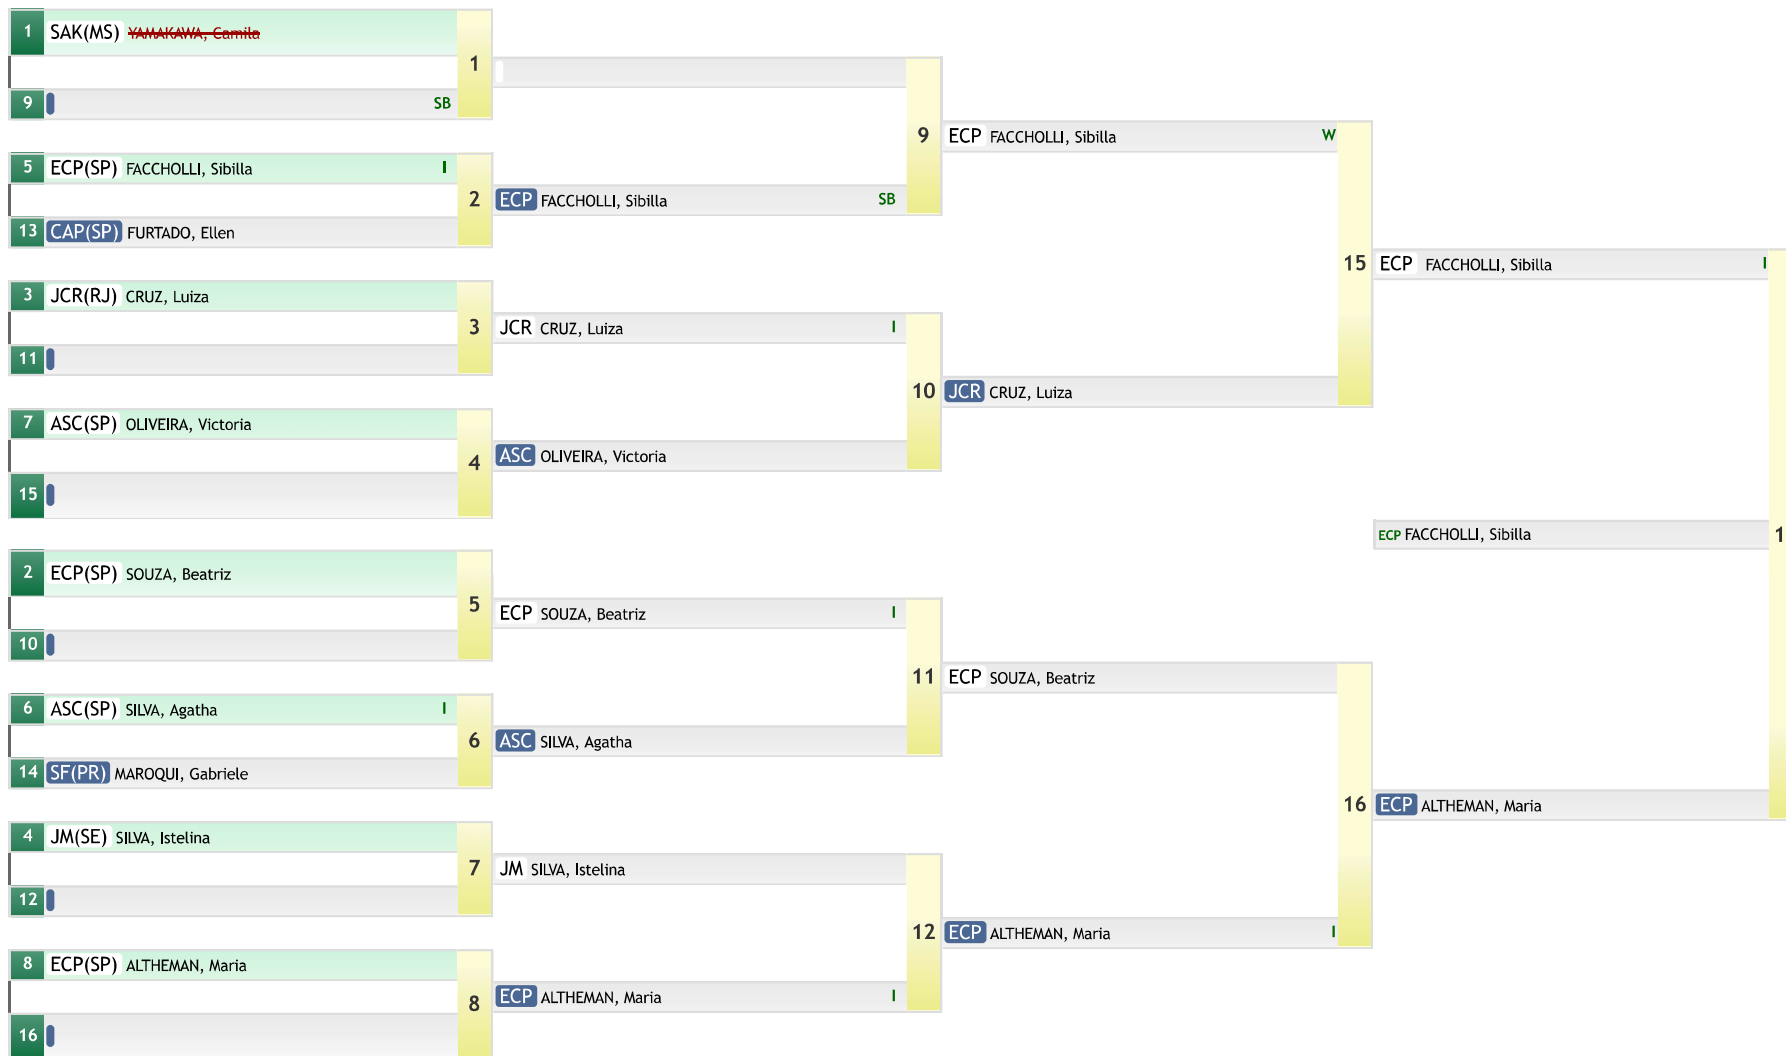 1 SAK(MS) YAMAKAWA, Camila
1
9 SB
5 ECP(SP) FACCHOLLI, Sibilla I
2
13 CAP(SP) FURTADO, Ellen
3 JCR(RJ) CRUZ, Luiza
3
11
7 ASC(SP) OLIVEIRA, Victoria
4
15
2 ECP(SP) SOUZA, Beatriz
5
10
6 ASC(SP) SILVA, Agatha I
6
14 SF(PR) MAROQUI, Gabriele
4 JM(SE) SILVA, Istelina
7
12
8 ECP(SP) ALTHEMAN, Maria
8
16
9
ECP FACCHOLLI, Sibilla SB
JCR CRUZ, Luiza I
10
ASC OLIVEIRA, Victoria
ECP SOUZA, Beatriz I
11
ASC SILVA, Agatha
JM SILVA, Istelina
12
ECP ALTHEMAN, Maria I
ECP FACCHOLLI, Sibilla W
15
JCR CRUZ, Luiza
ECP SOUZA, Beatriz
16
ECP ALTHEMAN, Maria I
ECP FACCHOLLI, Sibilla I
ECP FACCHOLLI, Sibilla
ECP ALTHEMAN, Maria